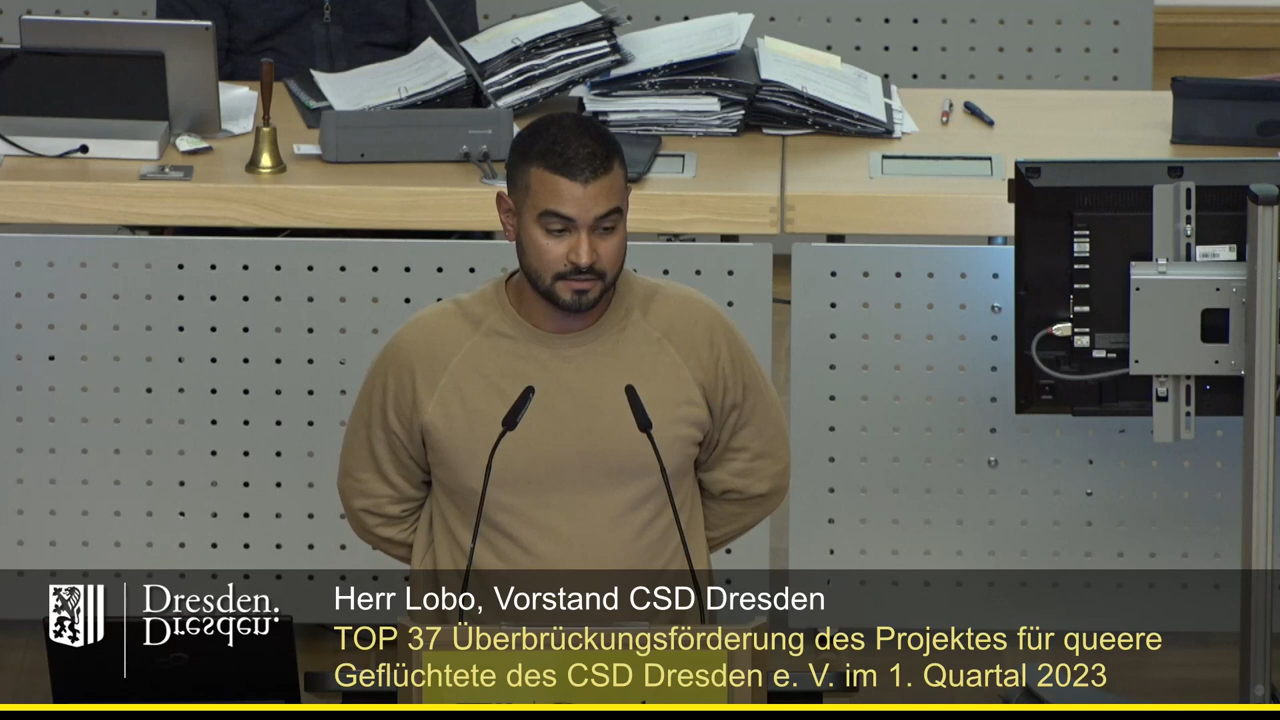 Dresden.
Dresden.
Herr Lobo, Vorstand CSD Dresden
TOP 37 Überbrückungsförderung des Projektes für queere
Geflüchtete des CSD Dresden e. V. im 1. Quartal 2023